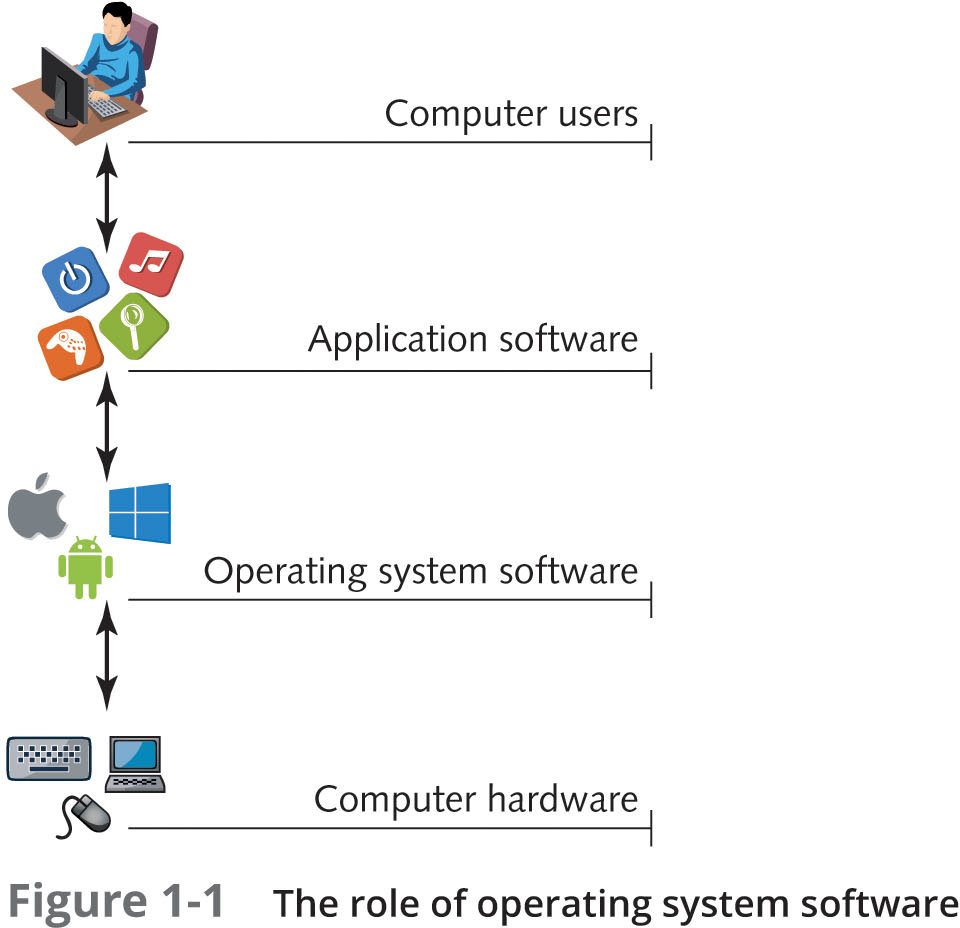 Computer users
Application software
Operating system software
Computer hardware
Figure 1-1 The role of operating system software